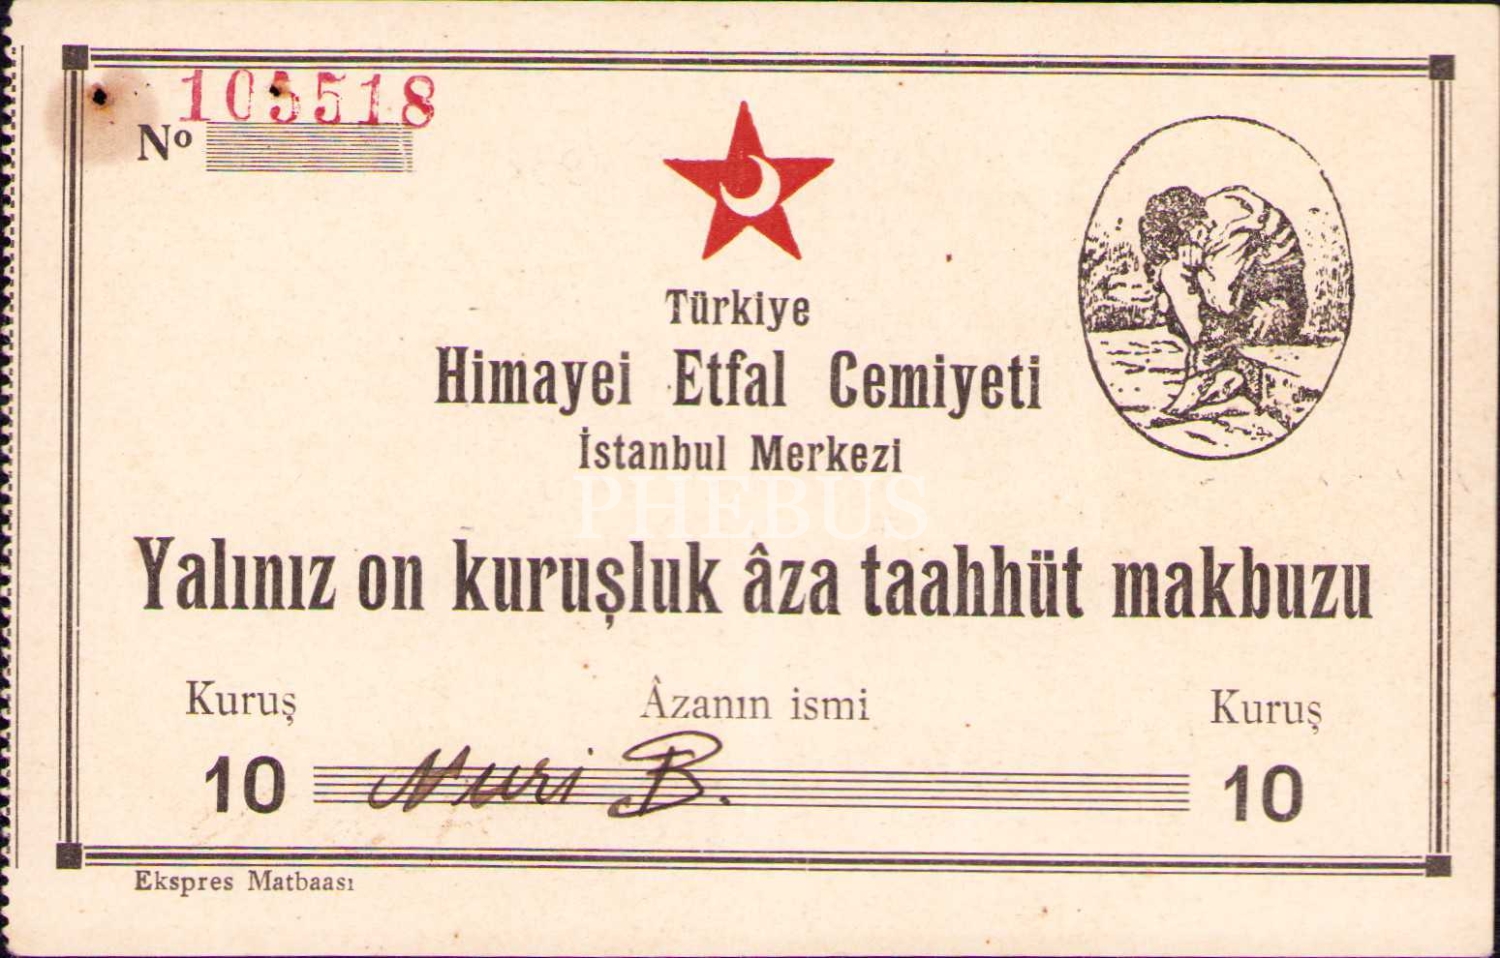 105518
No
Türkiye
Himayei Etfal Cemiyeti
İstanbul Merkezi
PHEBUS
Yalınız on kuruşluk âza taahhüt makbuzu
Kuruş Âzanın ismi Kuruş
10 Nuri B. 10
Ekspres Matbaası